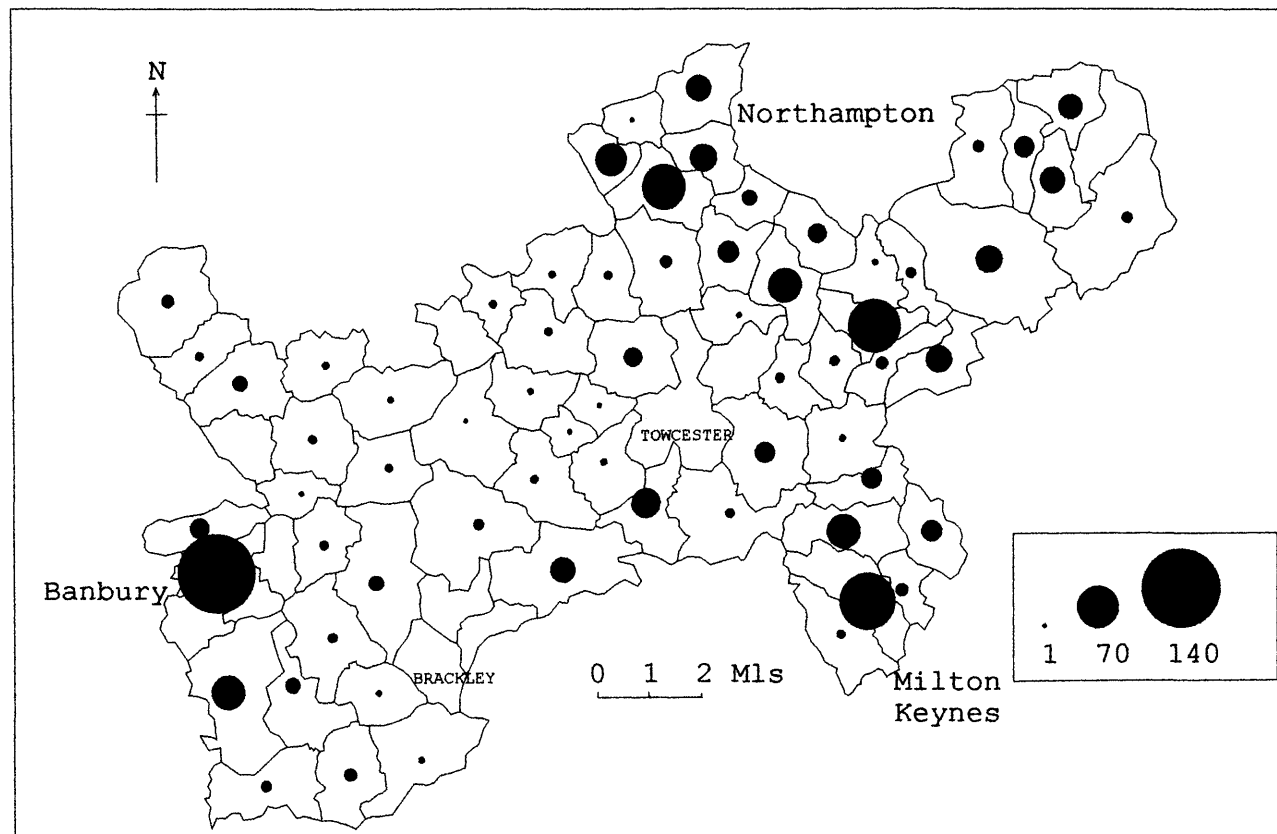 N
Northampton
TOWCESTER
Banbury
1 70 140
BRACKLEY
0 1 2 Mls
Milton
Keynes